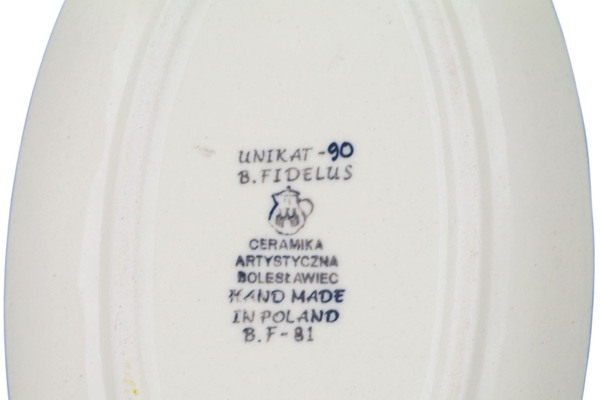 UNIKAT -90
B. FIDELUS
CERAMIKA
ARTYSTYCZNA
BOLESŁAWIEC
HAND MADE
IN POLAND
B.F-81